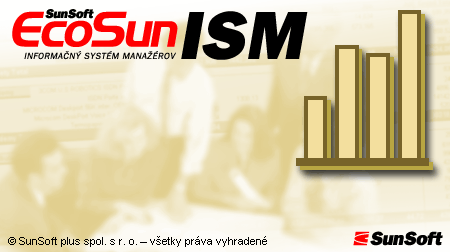 SunSoft
EcoSun ISM
INFORMAČNÝ SYSTÉM MANAŽÉROV
© SunSoft plus spol. s r. o. – všetky práva vyhradené
SunSoft